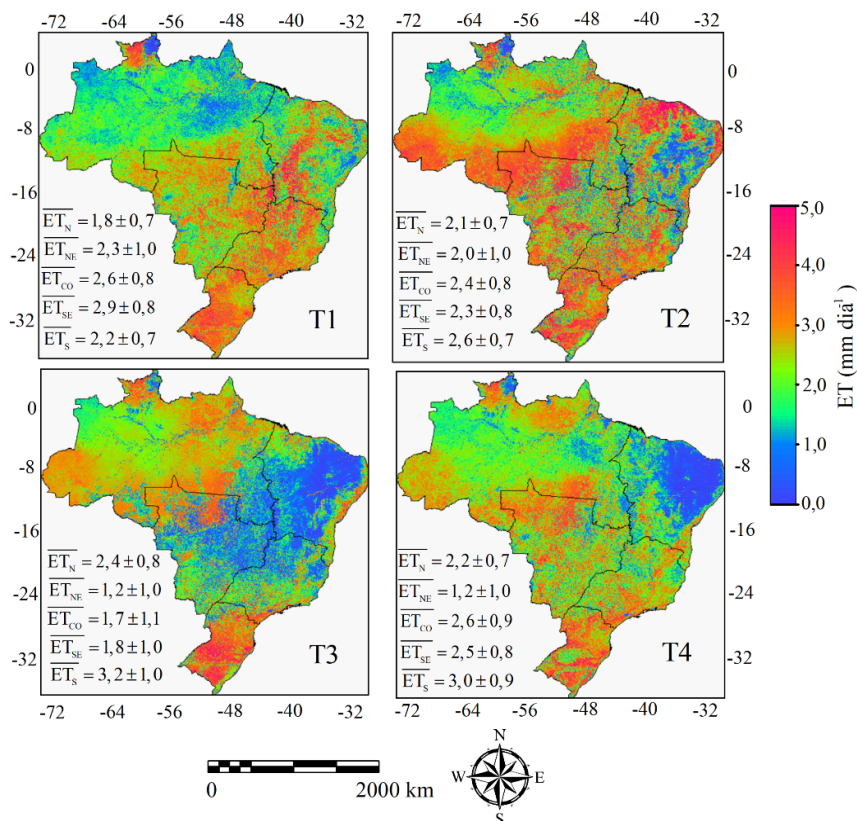 -72 -64 -56 -48 -40 -32
-72 -64 -56 -48 -40 -32
0
-8
-16
-24
-32
ET_N = 1,8 ± 0,7
ET_NE = 2,3 ± 1,0
ET_CO = 2,6 ± 0,8
ET_SE = 2,9 ± 0,8
ET_S = 2,2 ± 0,7
T1
ET_N = 2,1 ± 0,7
ET_NE = 2,0 ± 1,0
ET_CO = 2,4 ± 0,8
ET_SE = 2,3 ± 0,8
ET_S = 2,6 ± 0,7
T2
0
-8
-16
-24
-32
0
-8
-16
-24
-32
ET_N = 2,4 ± 0,8
ET_NE = 1,2 ± 1,0
ET_CO = 1,7 ± 1,1
ET_SE = 1,8 ± 1,0
ET_S = 3,2 ± 1,0
T3
ET_N = 2,2 ± 0,7
ET_NE = 1,2 ± 1,0
ET_CO = 2,6 ± 0,9
ET_SE = 2,5 ± 0,8
ET_S = 3,0 ± 0,9
T4
0
-8
-16
-24
-32
-72 -64 -56 -48 -40 -32
-72 -64 -56 -48 -40 -32
5,0
4,0
3,0
2,0
1,0
0,0
ET (mm dia¹)
0 2000 km
N
W E
S